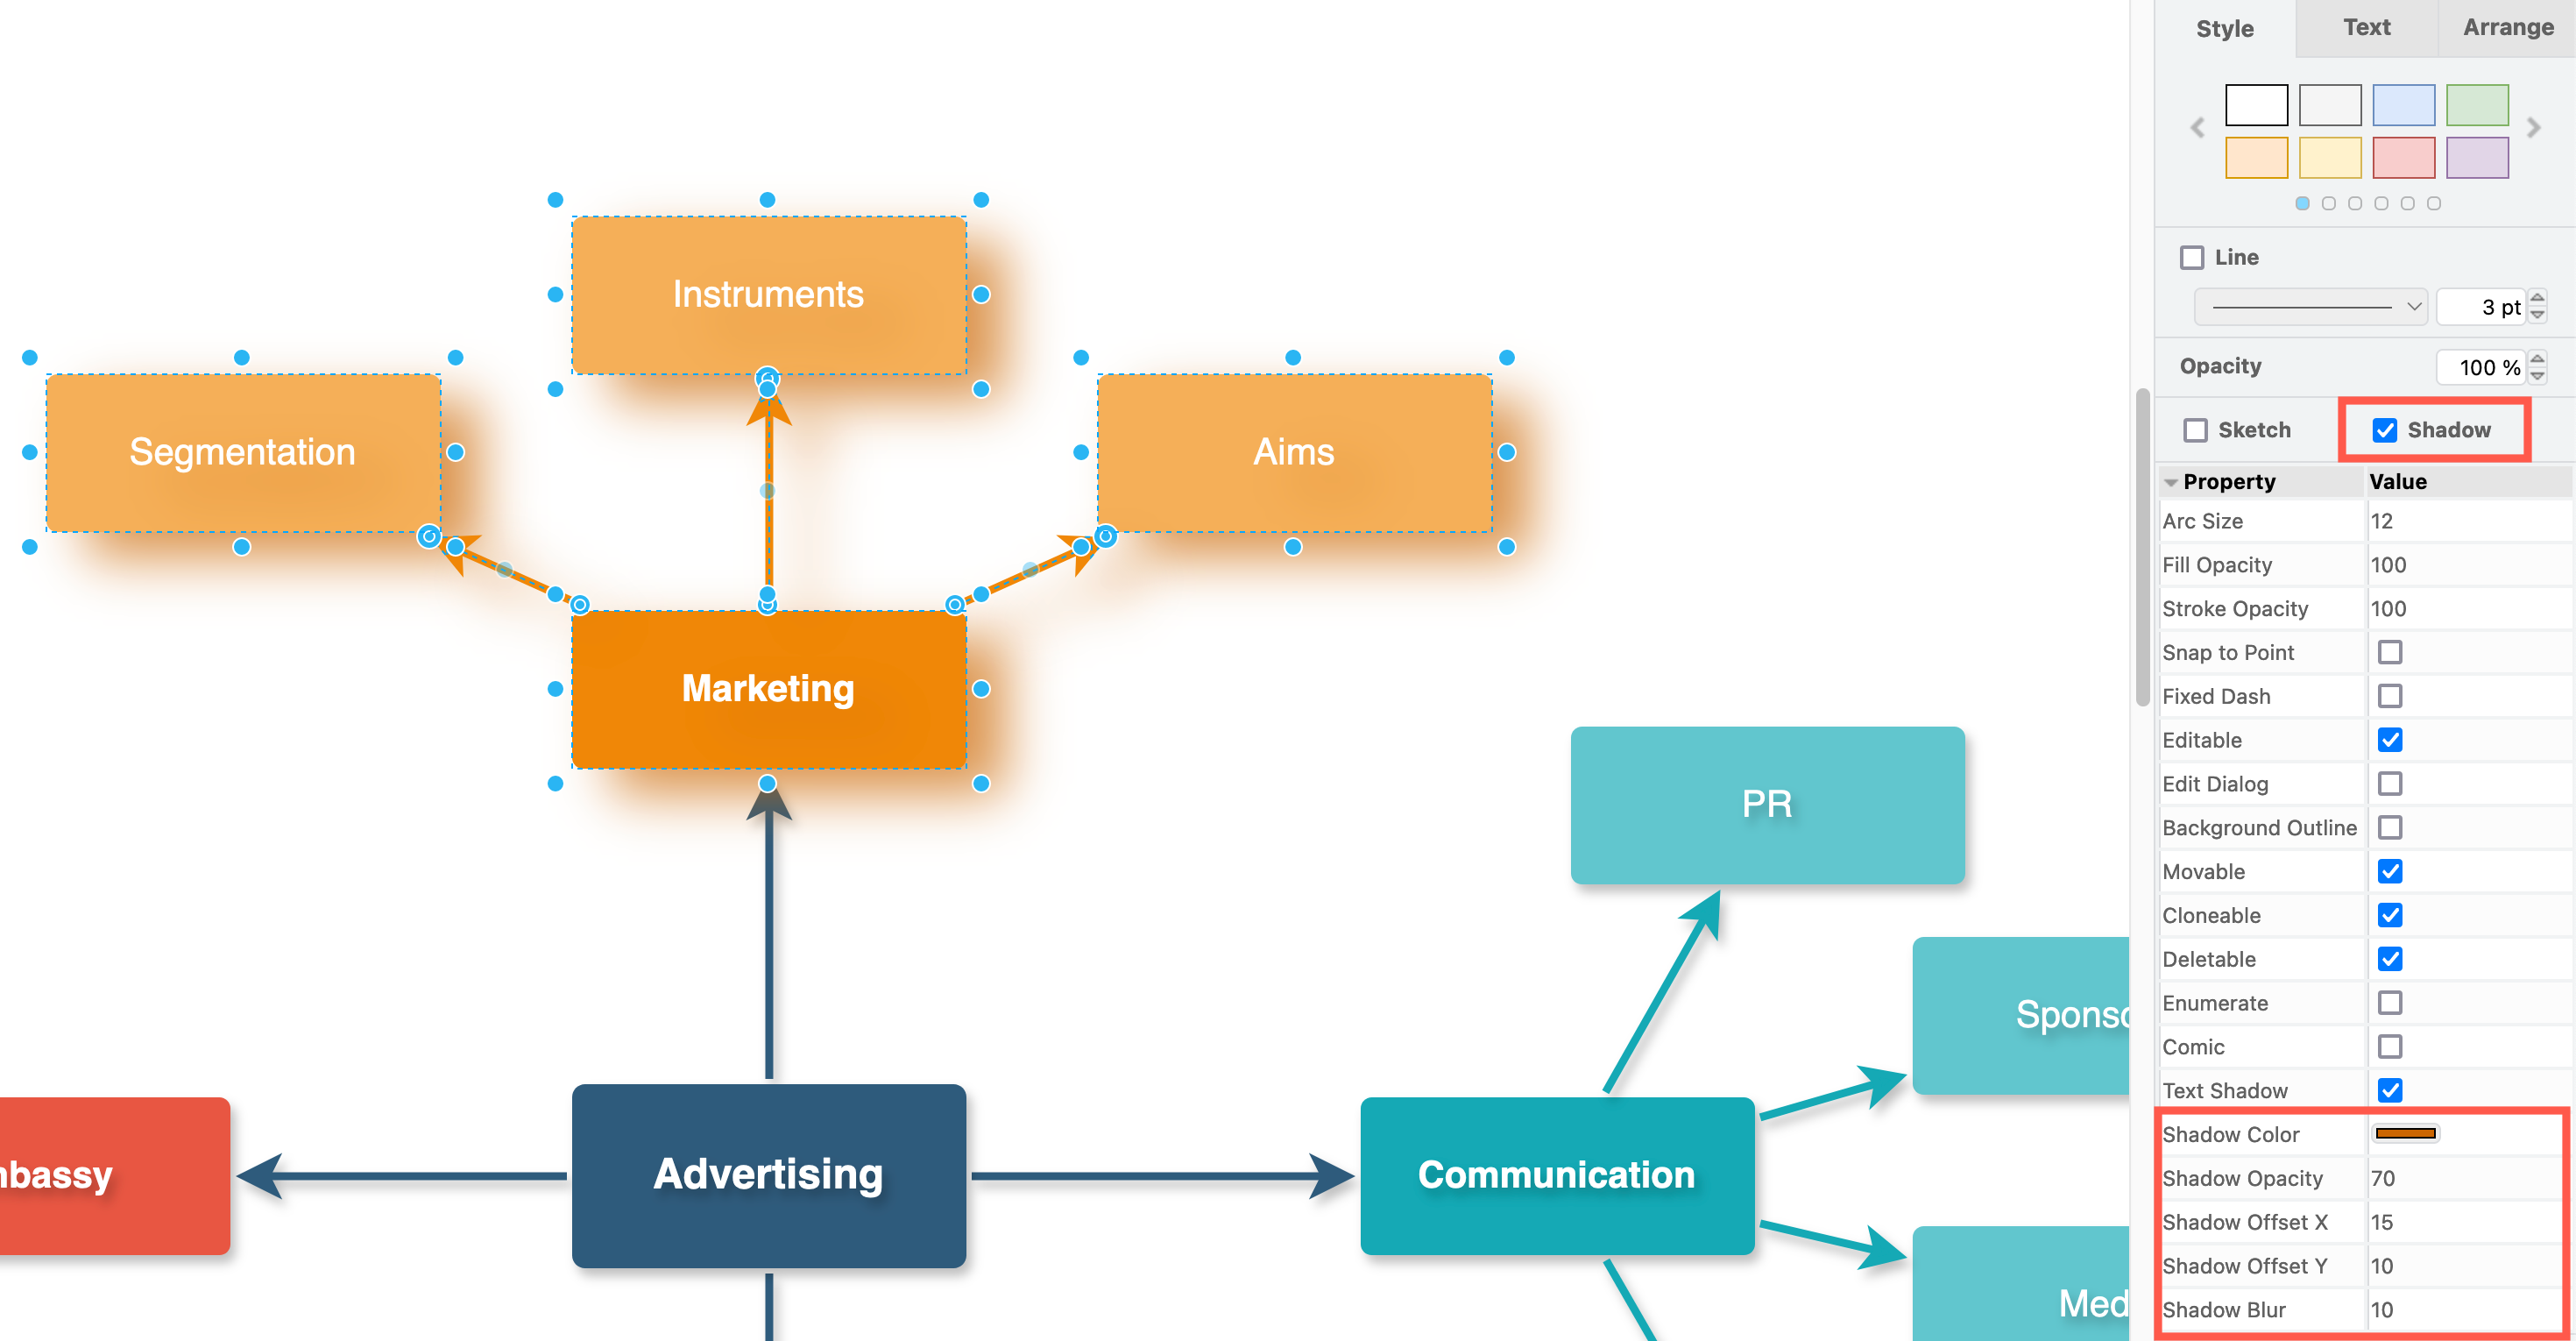 Style
Text
Arrange
Line
3 pt
Opacity
100 %
Sketch
Shadow
Property
Value
Arc Size
12
Fill Opacity
100
Stroke Opacity
100
Snap to Point
Fixed Dash
Editable
Edit Dialog
Background Outline
Movable
Cloneable
Deletable
Enumerate
Comic
Text Shadow
Shadow Color
Shadow Opacity
70
Shadow Offset X
15
Shadow Offset Y
10
Shadow Blur
10
Instruments
Segmentation
Aims
Marketing
PR
Sponso
mbassy
Advertising
Communication
Med